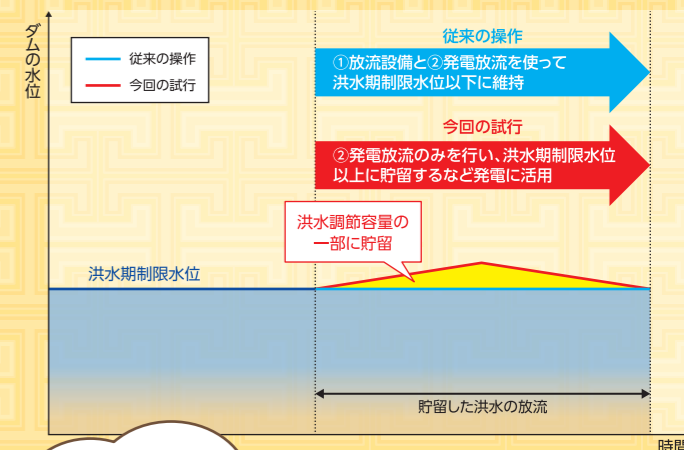 ダムの水位
従来の操作
今回の試行
従来の操作
①放流設備と②発電放流を使って
洪水期制限水位以下に維持
今回の試行
②発電放流のみを行い、洪水期制限水位
以上に貯留するなど発電に活用
洪水調節容量の
一部に貯留
洪水期制限水位
貯留した洪水の放流
時間